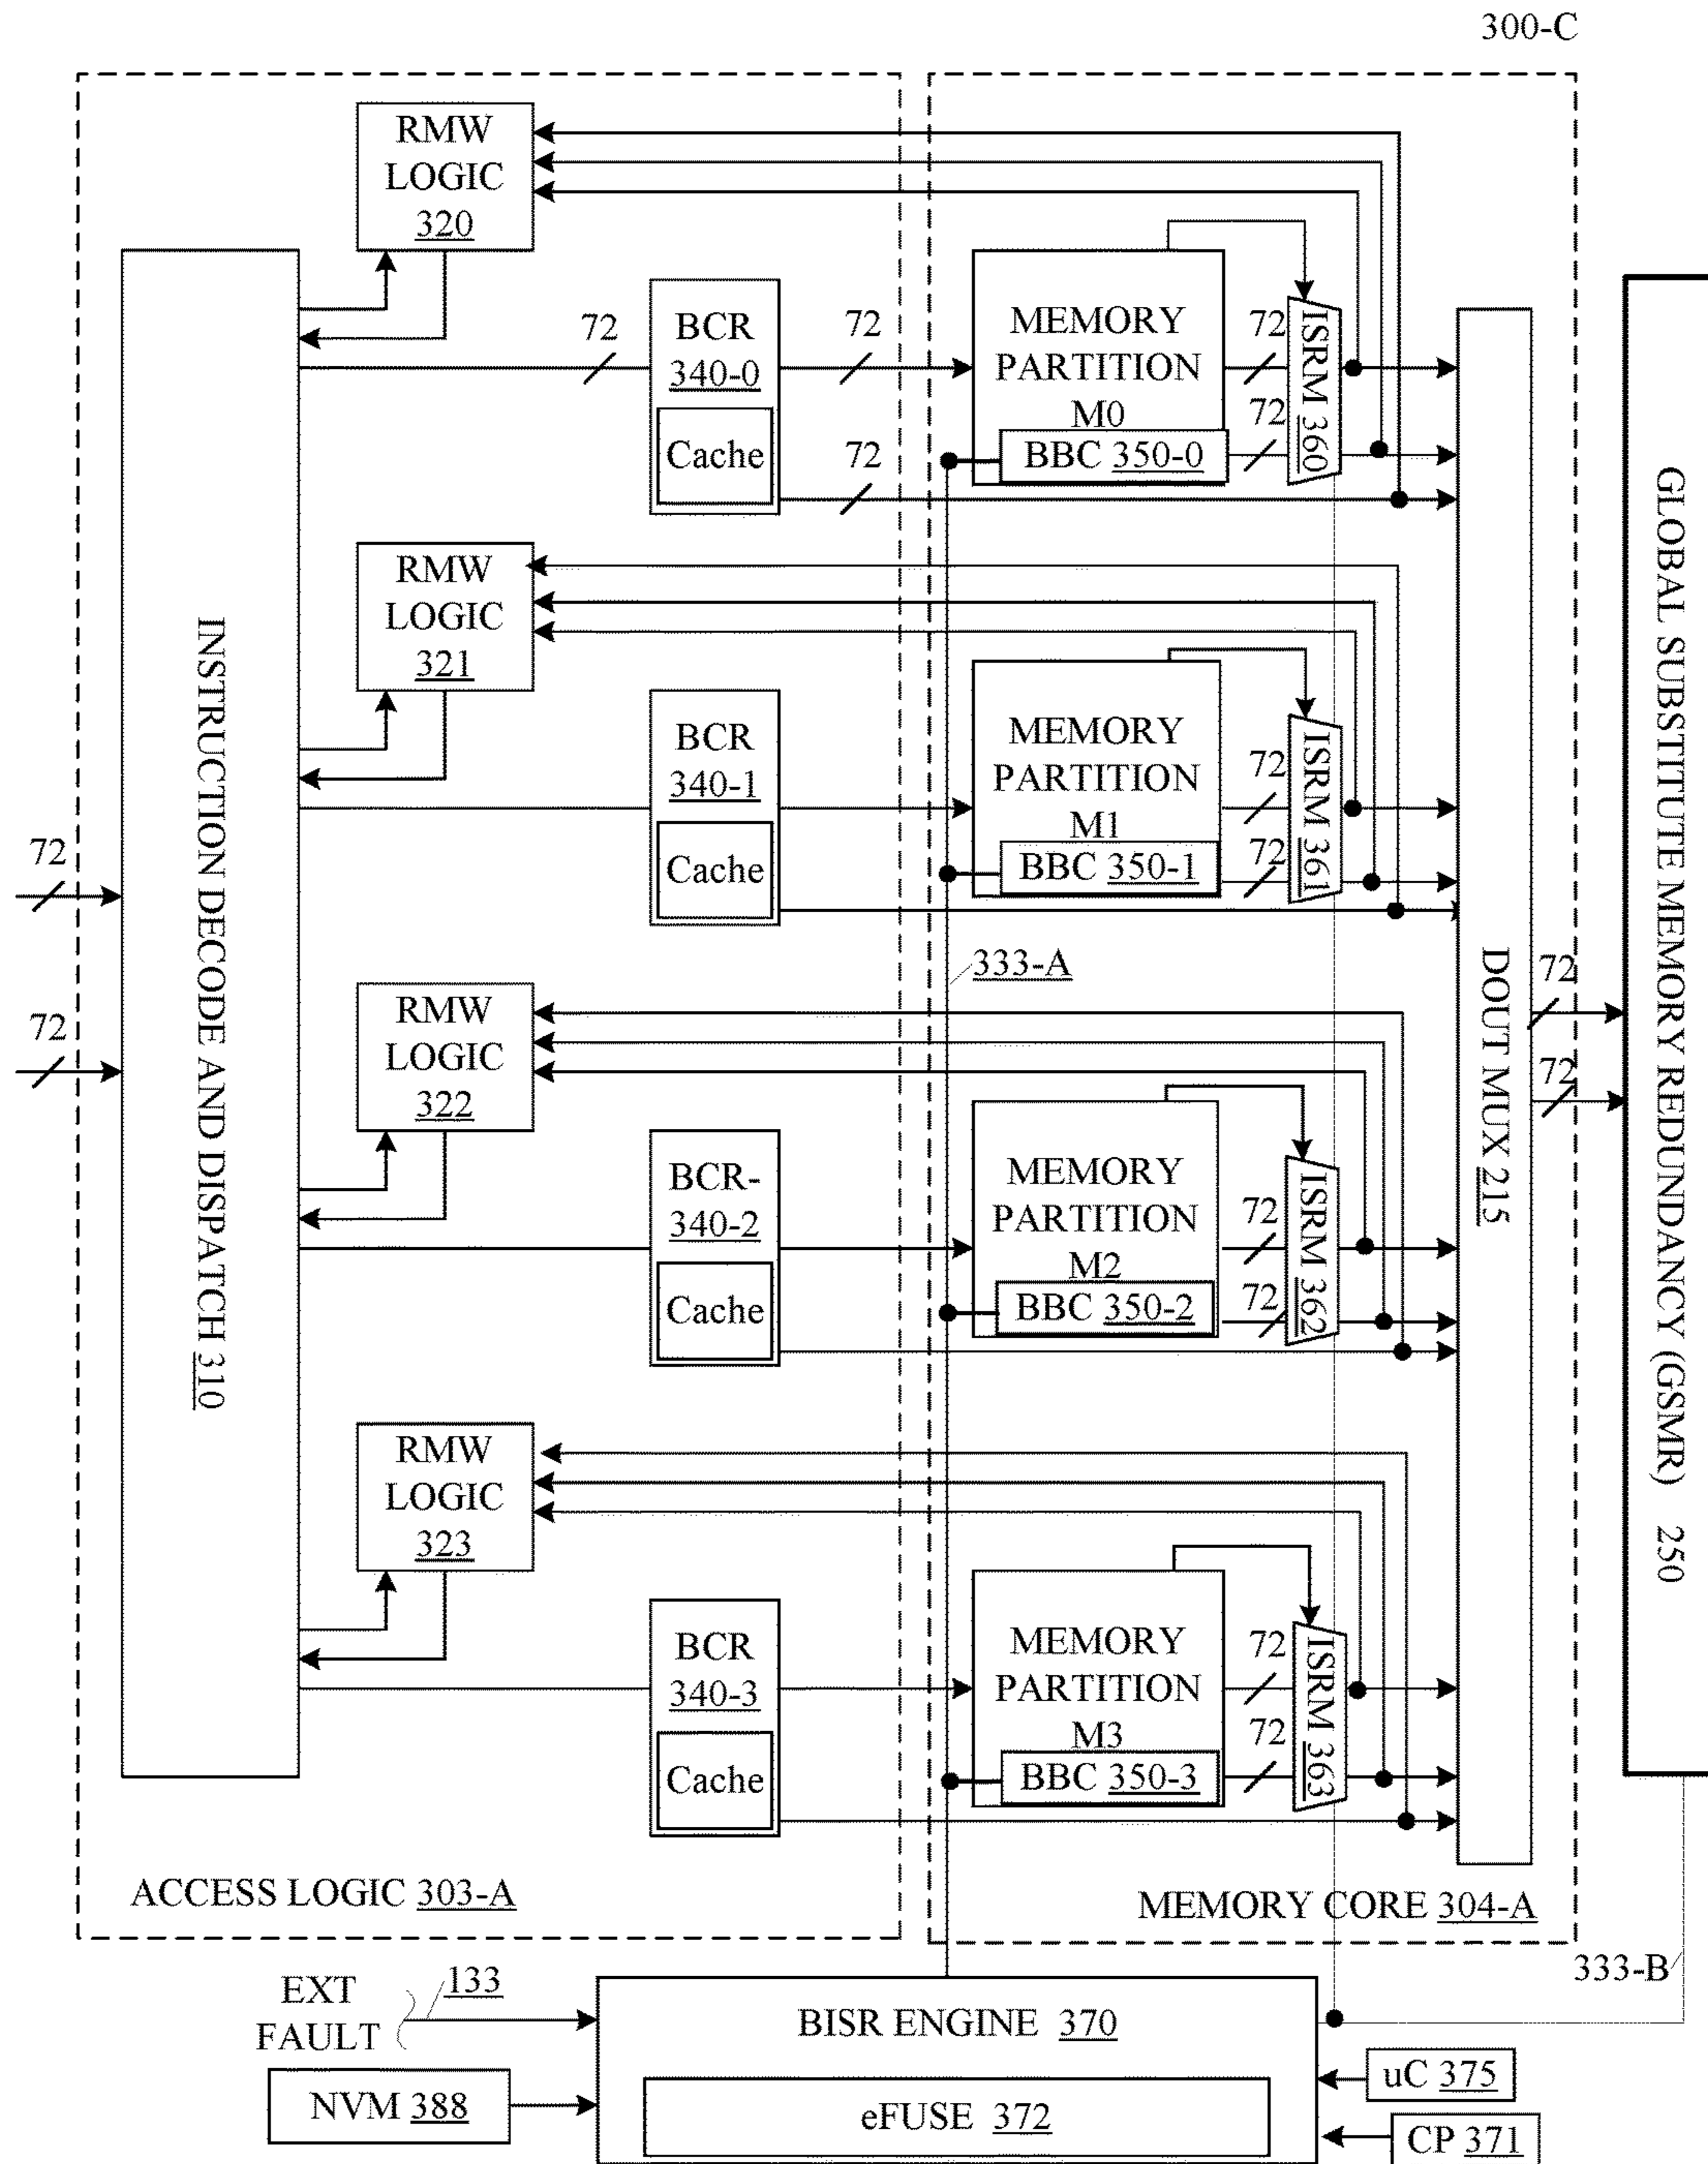 300-C
RMW
LOGIC
320
72
BCR
340-0
Cache
72
72
MEMORY
PARTITION
M0
BBC 350-0
72
72
ISRM 360
RMW
LOGIC
321
BCR
340-1
Cache
MEMORY
PARTITION
M1
BBC 350-1
72
72
ISRM 361
72
72
INSTRUCTION DECODE AND DISPATCH 310
333-A
RMW
LOGIC
322
BCR-
340-2
Cache
MEMORY
PARTITION
M2
BBC 350-2
72
72
ISRM 362
DOUT MUX 215
72
72
GLOBAL SUBSTITUTE MEMORY REDUNDANCY (GSMR) 250
RMW
LOGIC
323
BCR
340-3
Cache
MEMORY
PARTITION
M3
BBC 350-3
72
72
ISRM 363
ACCESS LOGIC 303-A
MEMORY CORE 304-A
333-B
EXT
FAULT
133
NVM 388
BISR ENGINE 370
eFUSE 372
uC 375
CP 371